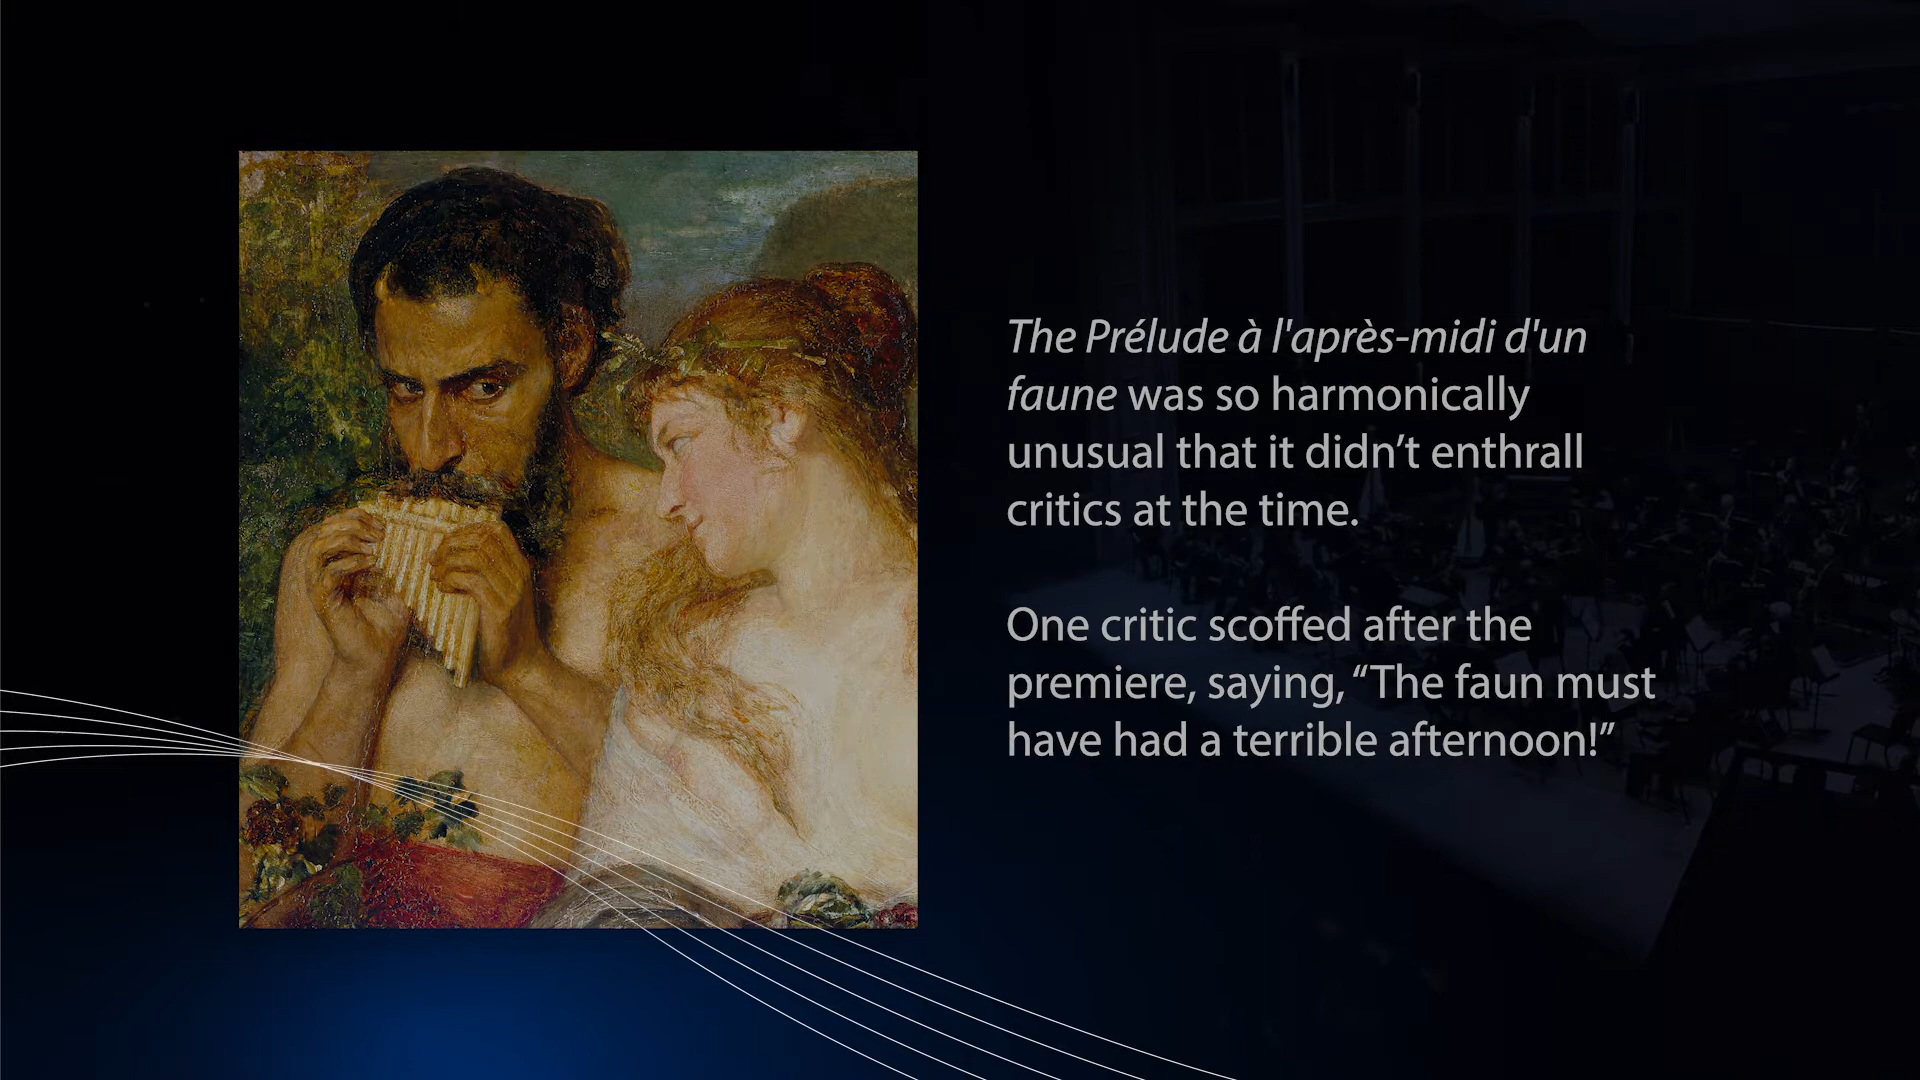 The Prélude à l'après-midi d'un
faune was so harmonically
unusual that it didn’t enthrall
critics at the time.
One critic scoffed after the
premiere, saying, “The faun must
have had a terrible afternoon!”